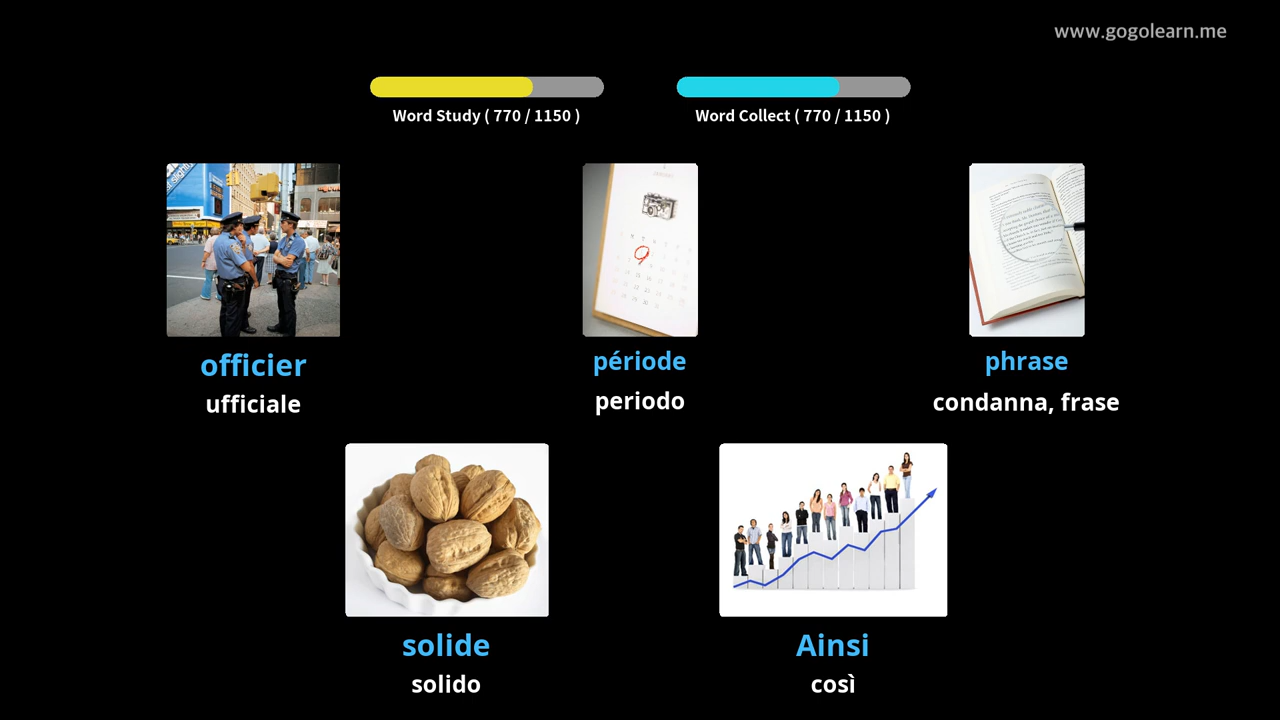 www.gogolearn.me
Word Study ( 770 / 1150 )
Word Collect ( 770 / 1150 )
officier
ufficiale
période
periodo
phrase
condanna, frase
solide
solido
Ainsi
così